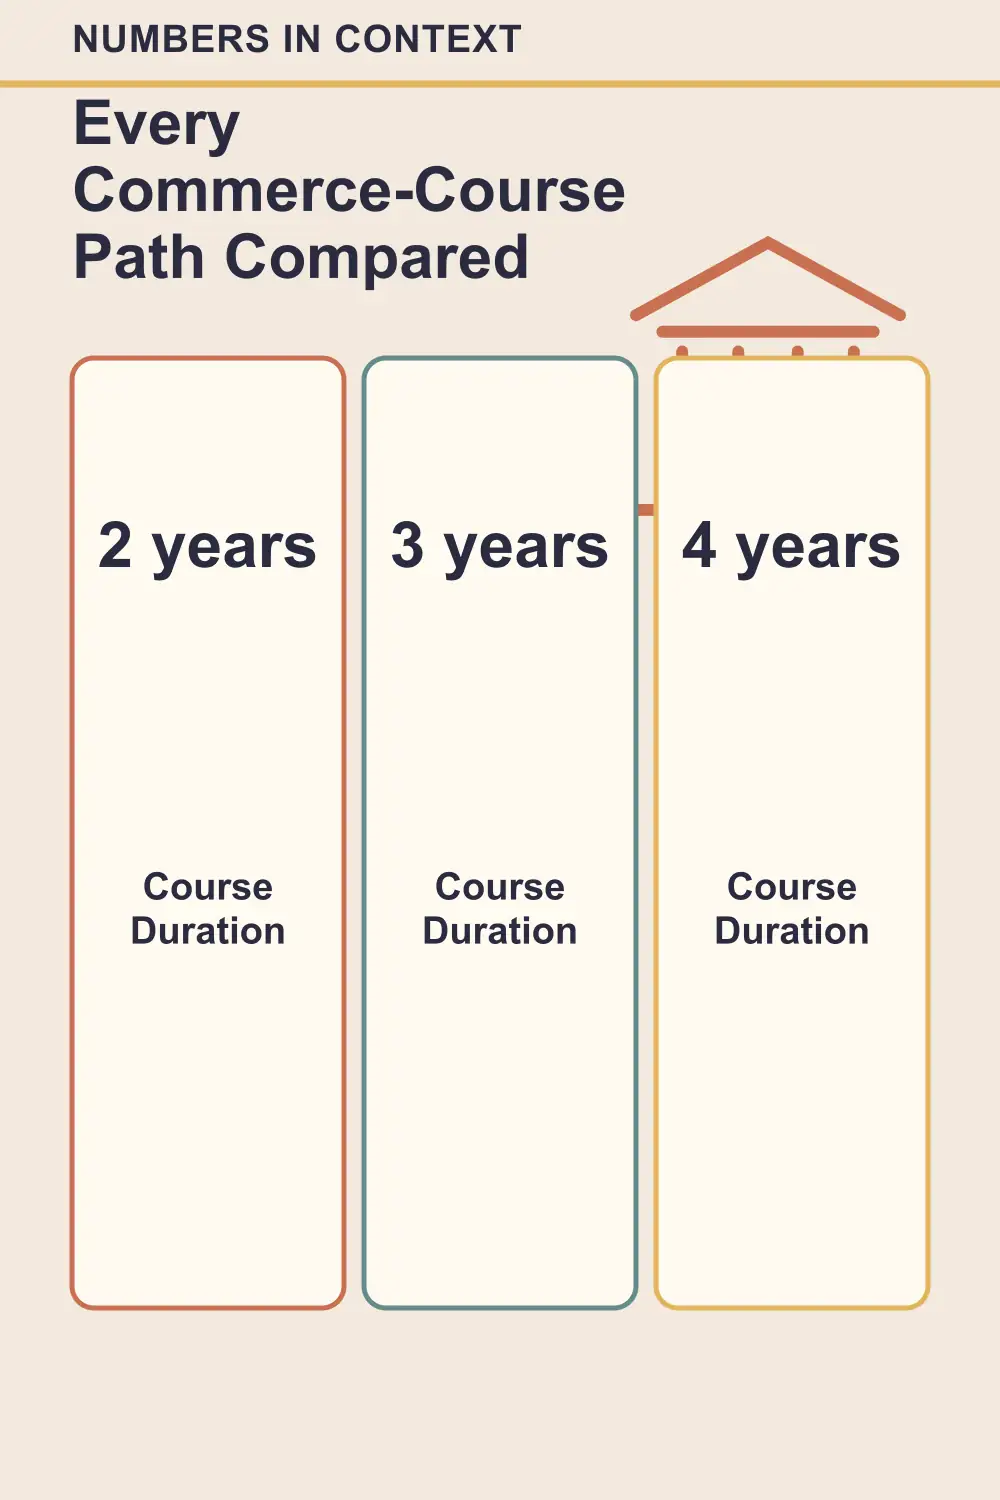 NUMBERS IN CONTEXT
Every
Commerce-Course
Path Compared
2 years
Course
Duration
3 years
Course
Duration
4 years
Course
Duration